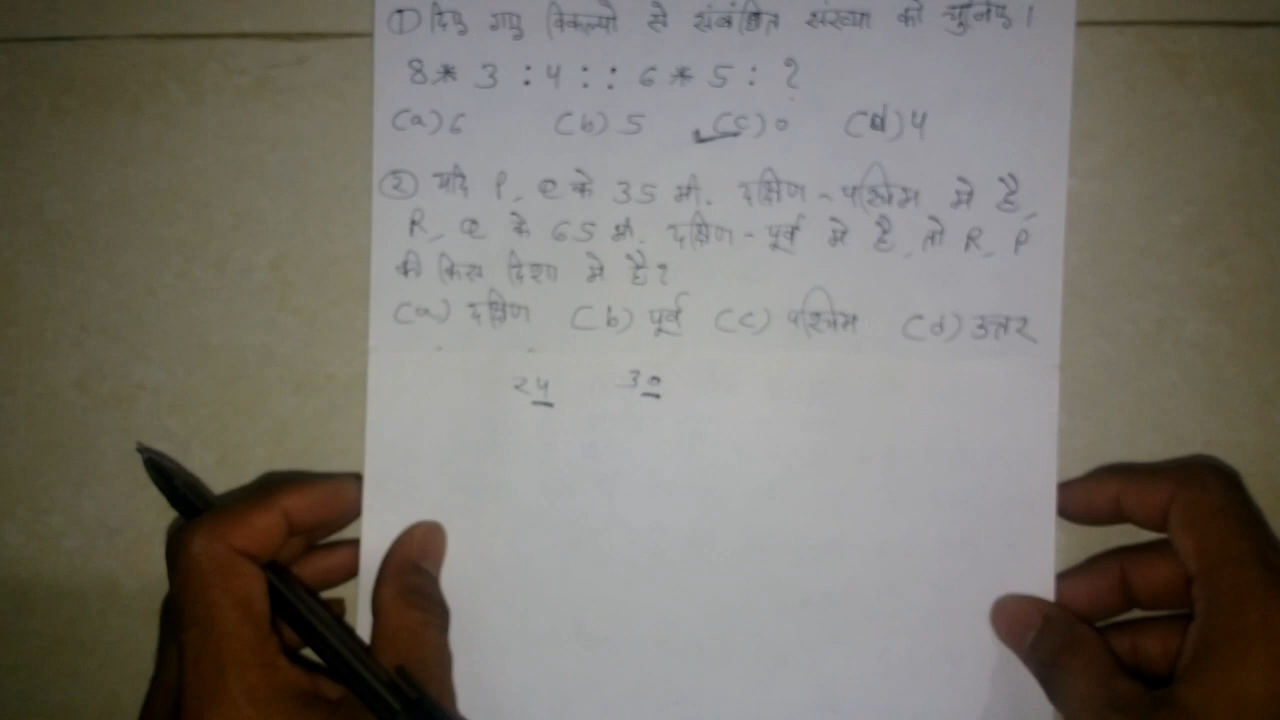 ① दिए गए विकल्पो से संबंधित संख्या को चुनिए।
8 * 3 : 4 : : 6 * 5 : ?
(a) 6 (b) 5 (c) 0 (d) 4
② यदि P, Q के 35 मी. दक्षिण - पश्चिम मे है,
R, Q के 65 मी. दक्षिण - पूर्व मे है, तो R, P
की किस दिशा मे है?
(a) दक्षिण (b) पूर्व (c) पश्चिम (d) उत्तर
24 30